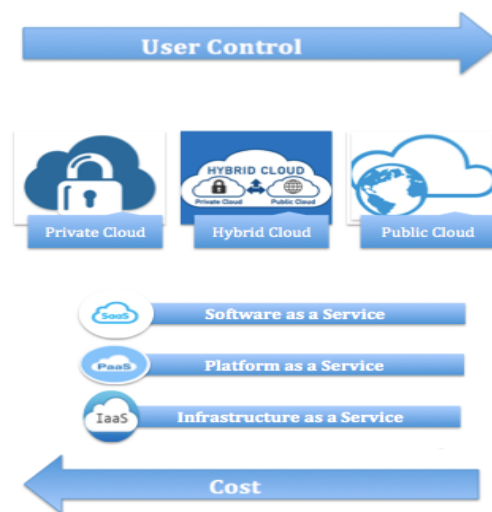 User Control
HYBRID CLOUD
Private Cloud Public Cloud
Private Cloud Hybrid Cloud Public Cloud
SaaS Software as a Service
PaaS Platform as a Service
IaaS Infrastructure as a Service
Cost